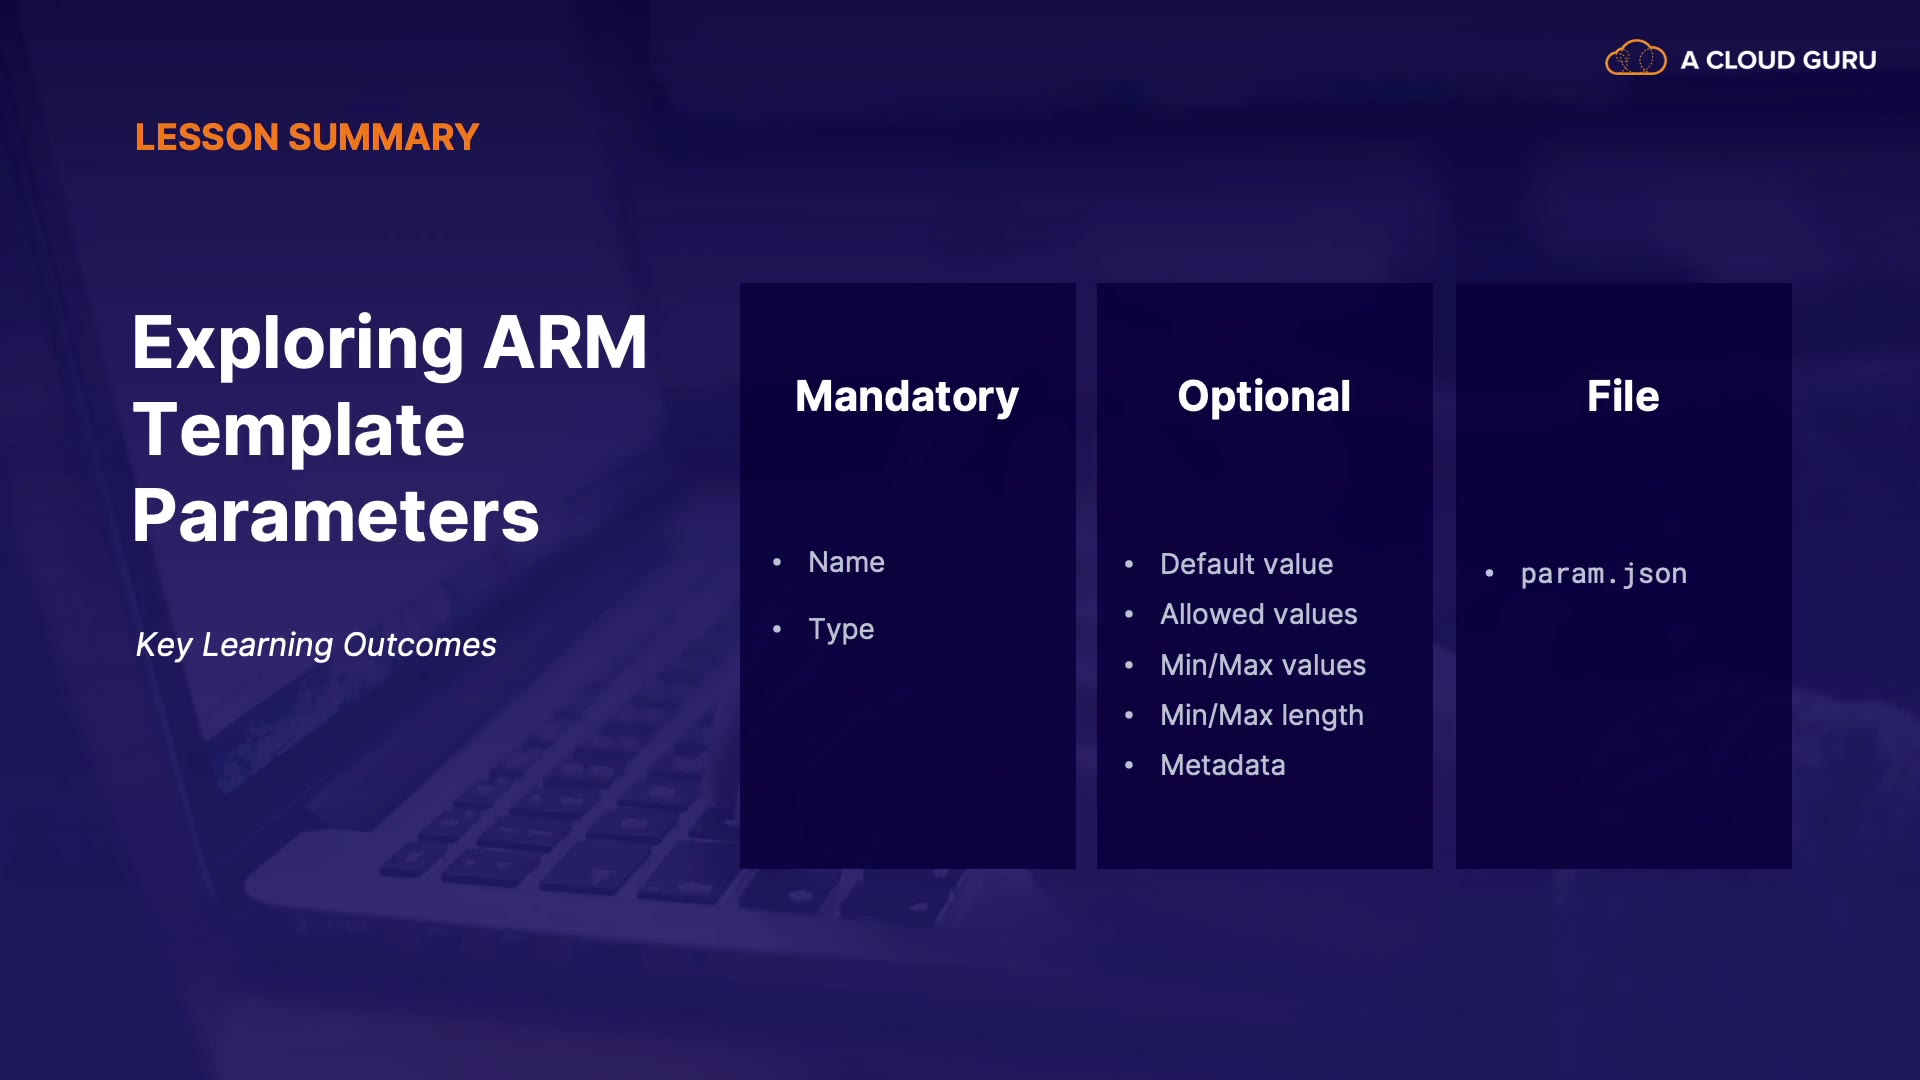 A CLOUD GURU
LESSON SUMMARY
Exploring ARM
Template
Parameters
Key Learning Outcomes
Mandatory
• Name
• Type
Optional
• Default value
• Allowed values
• Min/Max values
• Min/Max length
• Metadata
File
• param.json